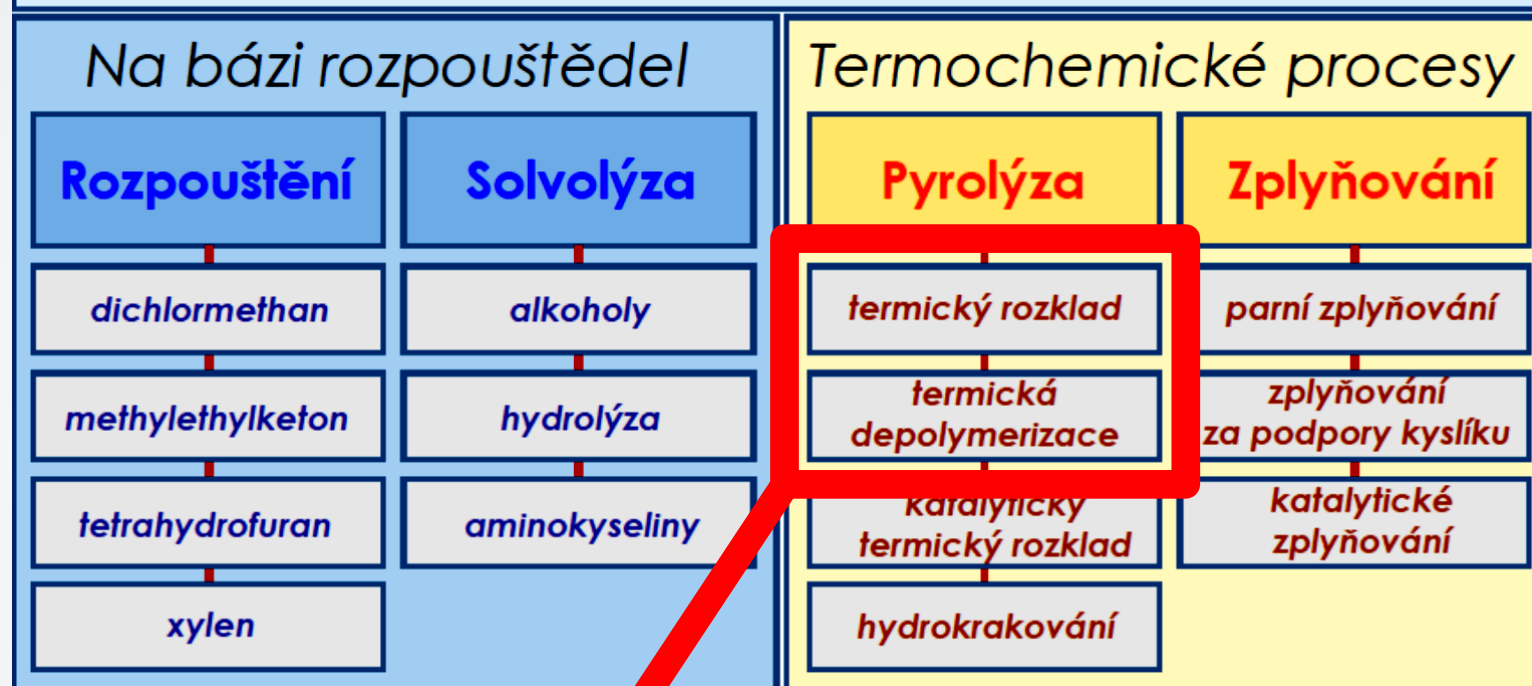 Na bázi rozpouštědel
Rozpouštění
dichlormethan
methylethylketon
tetrahydrofuran
xylen
Solvolýza
alkoholy
hydrolýza
aminokyseliny
Termochemické procesy
Pyrolýza
termický rozklad
termická
depolymerizace
katalytický
termický rozklad
hydrokrakování
Zplyňování
parní zplyňování
zplyňování
za podpory kyslíku
katalytické
zplyňování